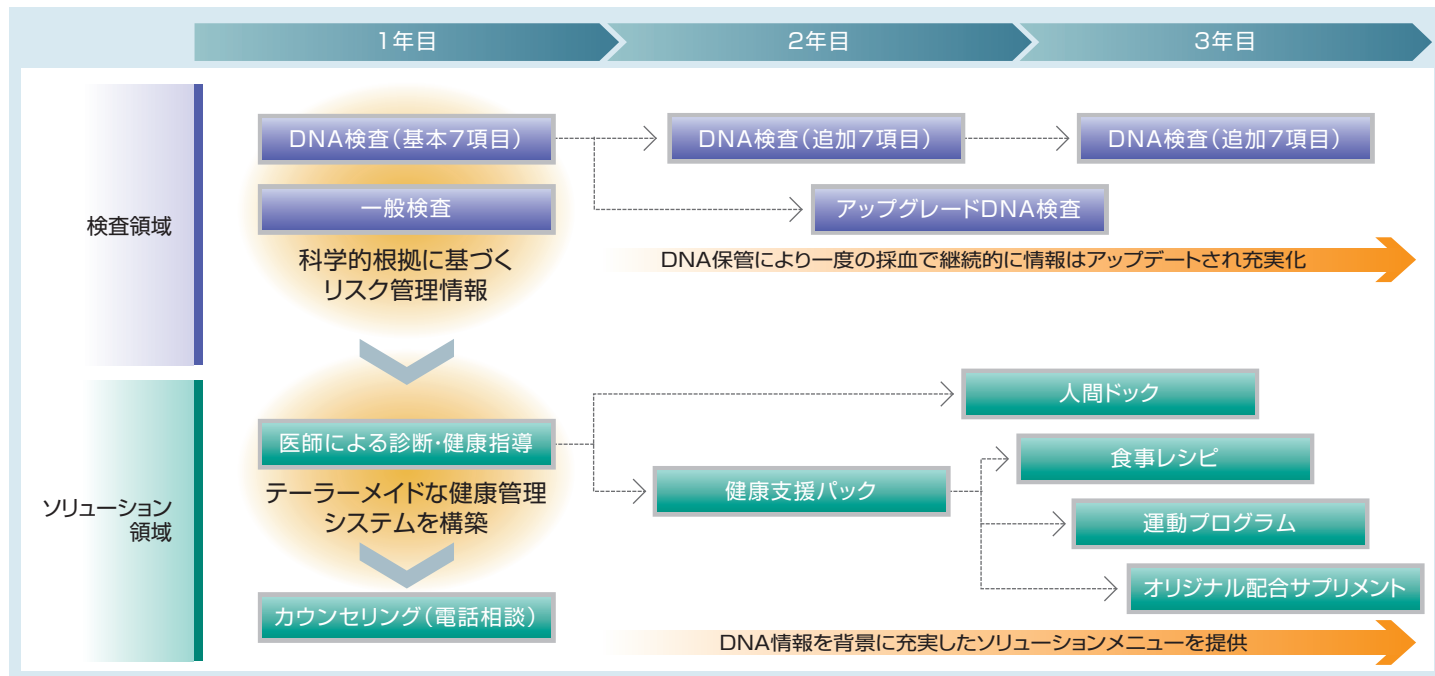 1年目
2年目
3年目
検査領域
DNA検査(基本7項目)
DNA検査(追加7項目)
DNA検査(追加7項目)
一般検査
アップグレードDNA検査
科学的根拠に基づく
リスク管理情報
DNA保管により一度の採血で継続的に情報はアップデートされ充実化
ソリューション
領域
人間ドック
医師による診断・健康指導
食事レシピ
健康支援パック
テーラーメイドな健康管理
システムを構築
運動プログラム
オリジナル配合サプリメント
カウンセリング(電話相談)
DNA情報を背景に充実したソリューションメニューを提供